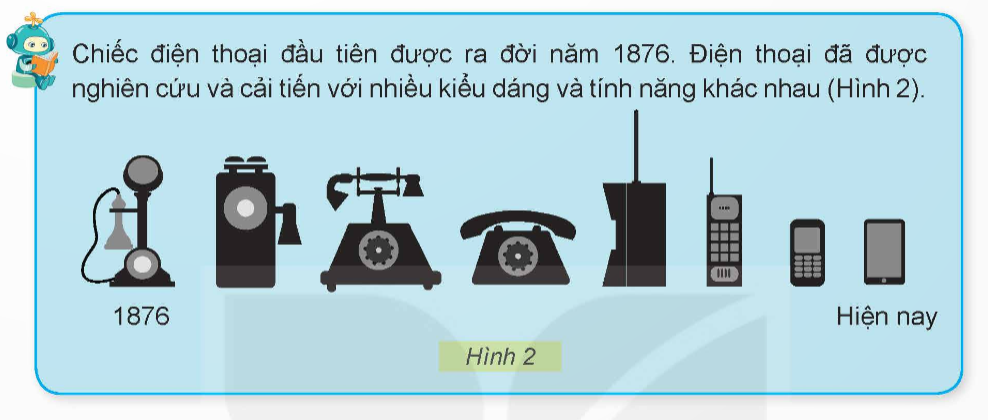 Chiếc điện thoại đầu tiên được ra đời năm 1876. Điện thoại đã được
nghiên cứu và cải tiến với nhiều kiểu dáng và tính năng khác nhau (Hình 2).
1876
Hiện nay
Hình 2